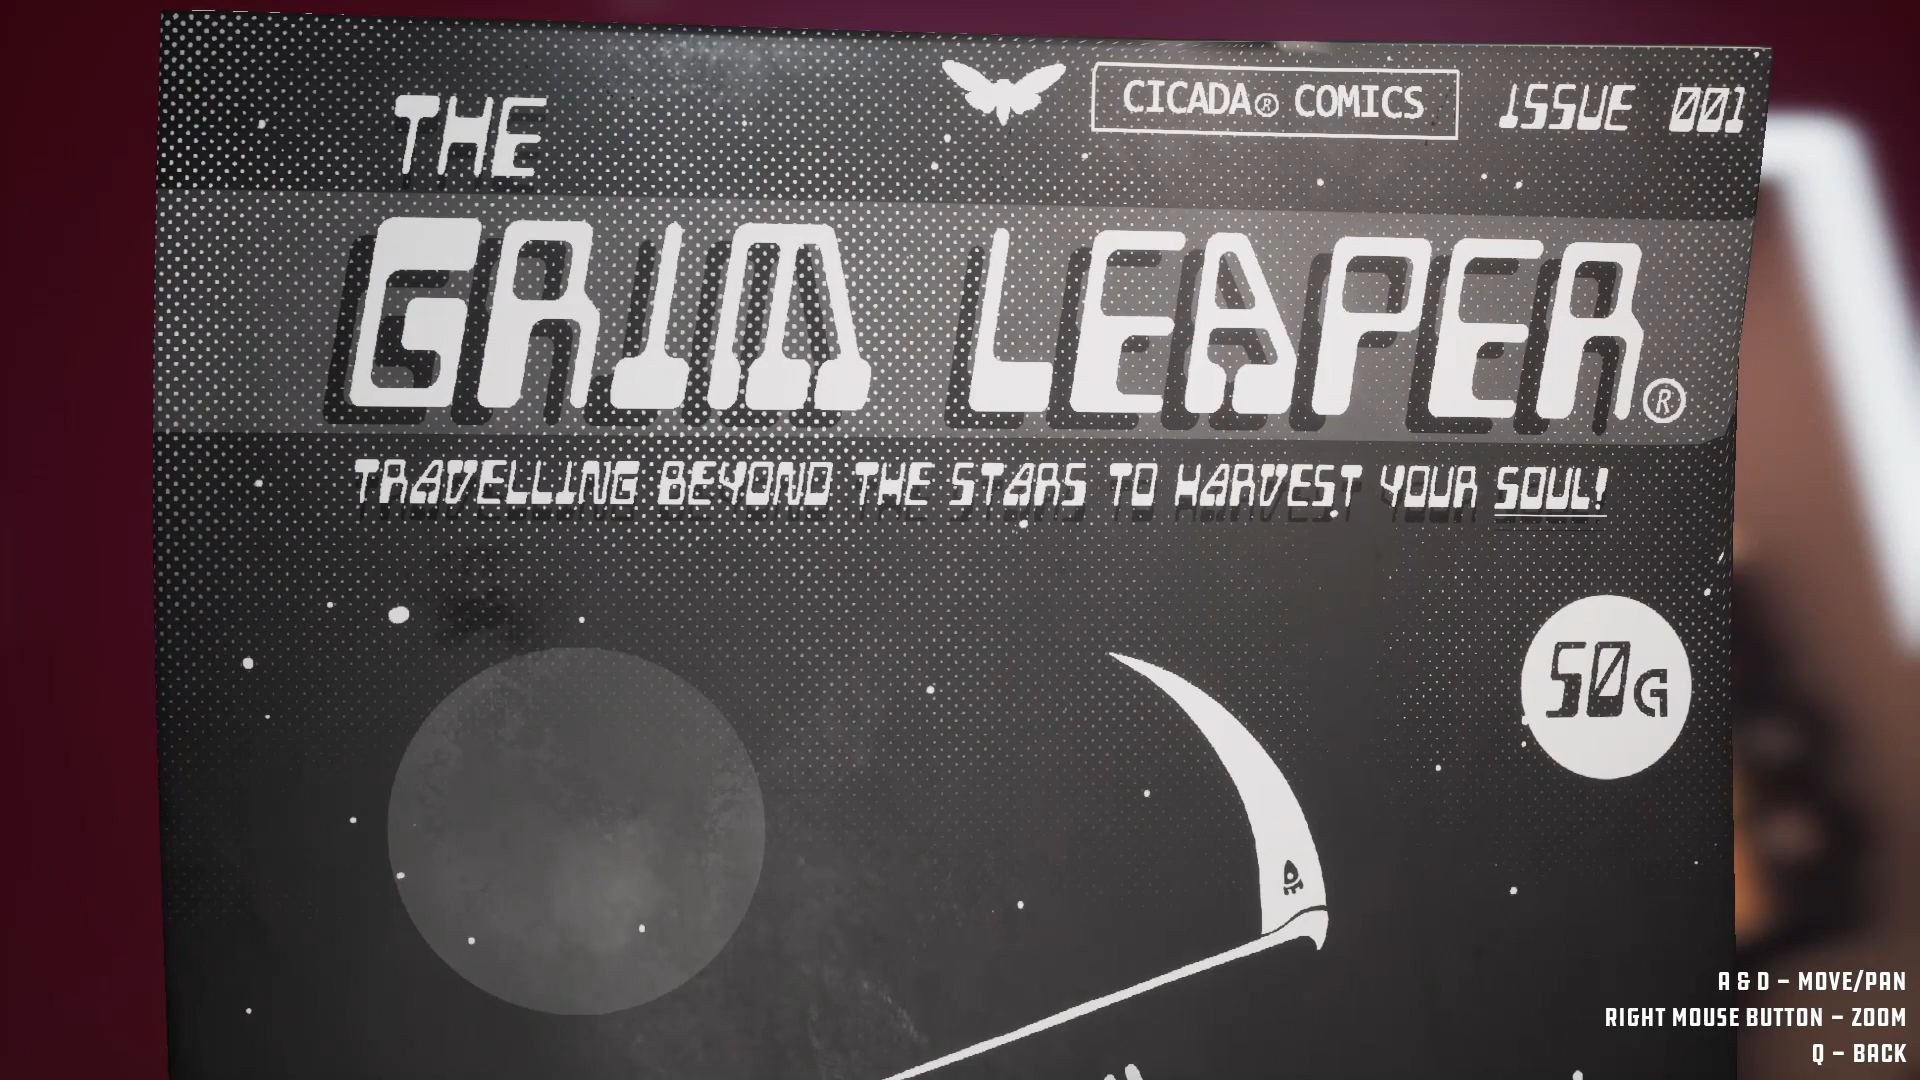 THE
CICADA® COMICS
ISSUE 001
GRIM LEAPER®
TRAVELLING BEYOND THE STARS TO HARVEST YOUR SOUL!
50G
A & D – MOVE/PAN
RIGHT MOUSE BUTTON – ZOOM
Q – BACK